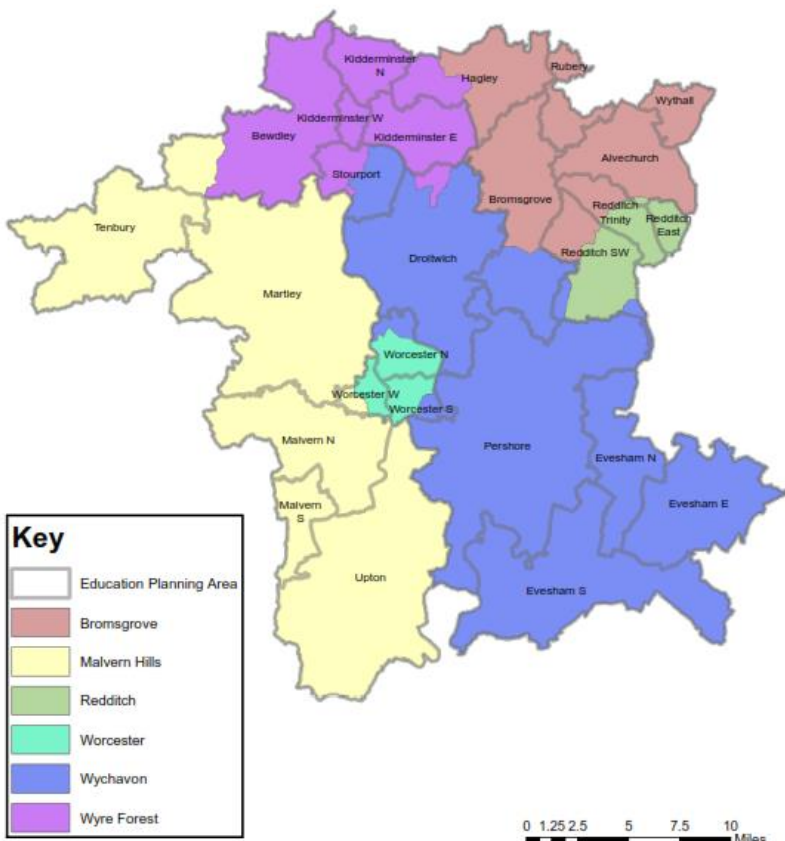 Kidderminster
N
Hagley
Rubery
Wythall
Kidderminster W
Bewdley
Kidderminster E
Alvechurch
Stourport
Bromsgrove
Redditch
Trinity
Redditch
East
Tenbury
Redditch SW
Droitwich
Martley
Worcester N
Worcester W
Worcester S
Malvern N
Pershore
Evesham N
Malvern
S
Evesham E
Upton
Evesham S
Key
Education Planning Area
Bromsgrove
Malvern Hills
Redditch
Worcester
Wychavon
Wyre Forest
0 1.25 2.5 5 7.5 10
Miles